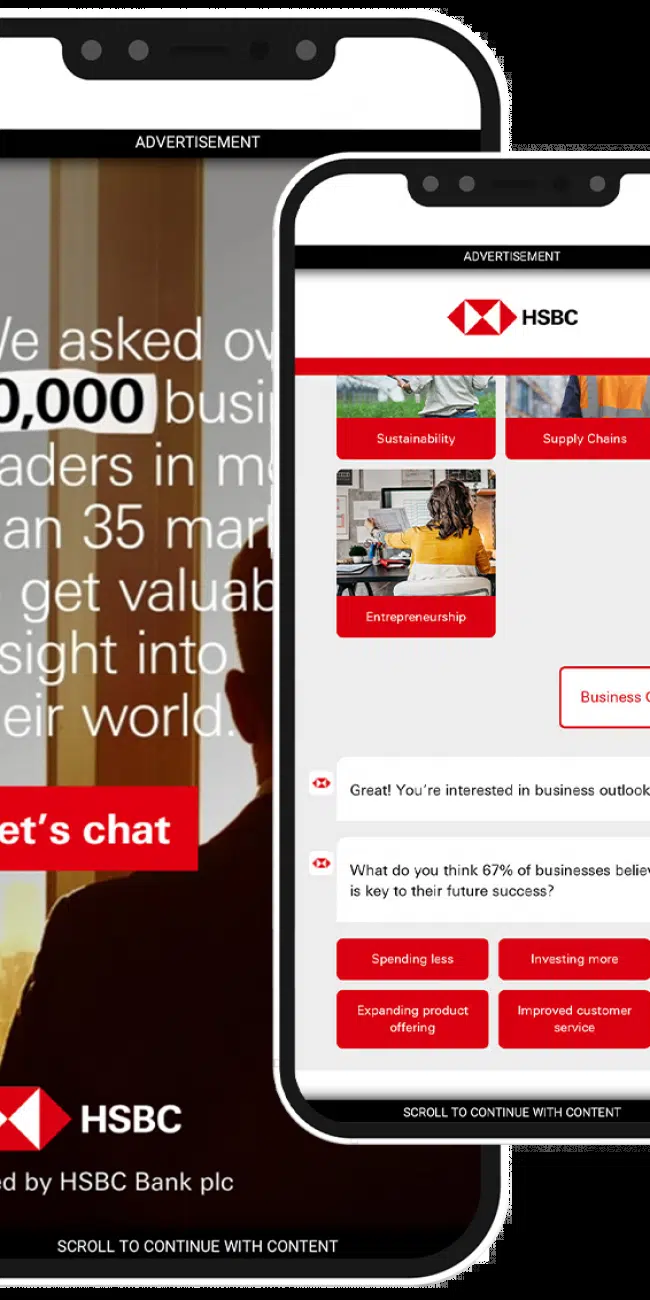 ADVERTISEMENT
We asked ov
0,000 busi
aders in mo
an 35 mark
get valuab
sight into
eir world.
et's chat
HSBC
ed by HSBC Bank plc
SCROLL TO CONTINUE WITH CONTENT
ADVERTISEMENT
HSBC
Sustainability
Supply Chains
Entrepreneurship
Business
Great! You're interested in business outlook
What do you think 67% of businesses believ
is key to their future success?
Spending less
Investing more
Expanding product
offering
Improved customer
service
SCROLL TO CONTINUE WITH CONTENT